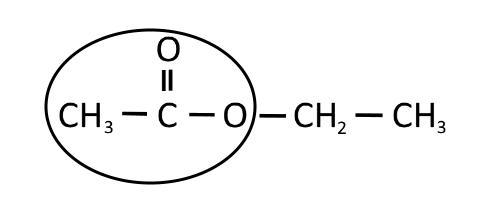 O
CH₃ — C — O — CH₂ — CH₃